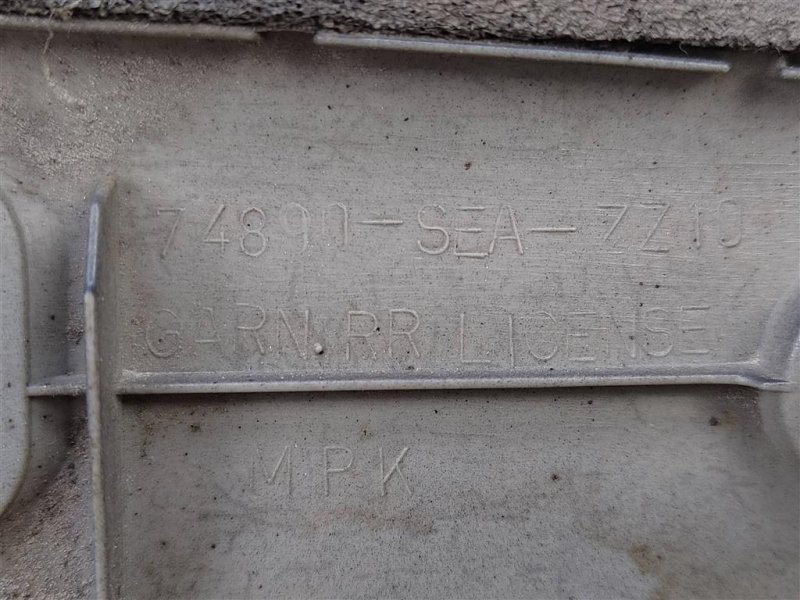 74890-SEA-ZZ10
GARN, RR LICENSE
MPK